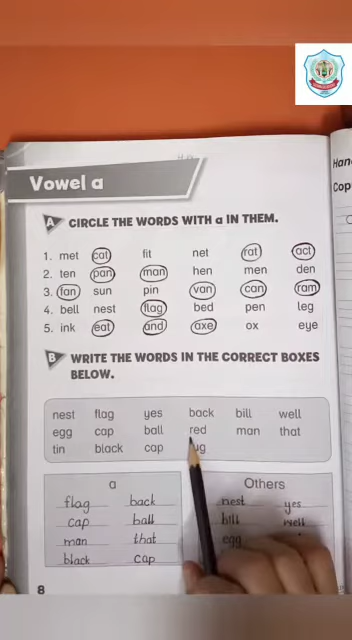 Vowel a
A CIRCLE THE WORDS WITH a IN THEM.
1. met cat fit net rat act
2. ten pan man hen men den
3. fan sun pin van can ram
4. bell nest flag bed pen leg
5. ink eat and axe ox eye
B WRITE THE WORDS IN THE CORRECT BOXES
BELOW.
nest flag yes back bill well
egg cap ball red man that
tin black cap
a
flag back
cap ball
man that
black cap
Others
nest yes
bill well
egg
8
Han
Cop